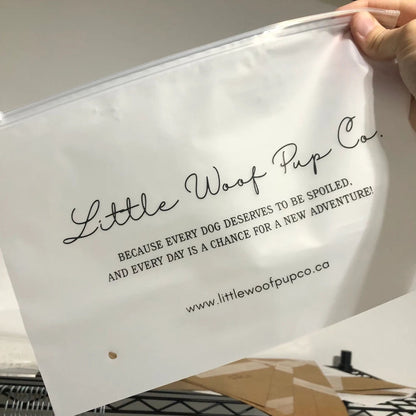 Little Woof Pup Co.
BECAUSE EVERY DOG DESERVES TO BE SPOILED,
AND EVERY DAY IS A CHANCE FOR A NEW ADVENTURE!
www.littlewoofpupco.ca